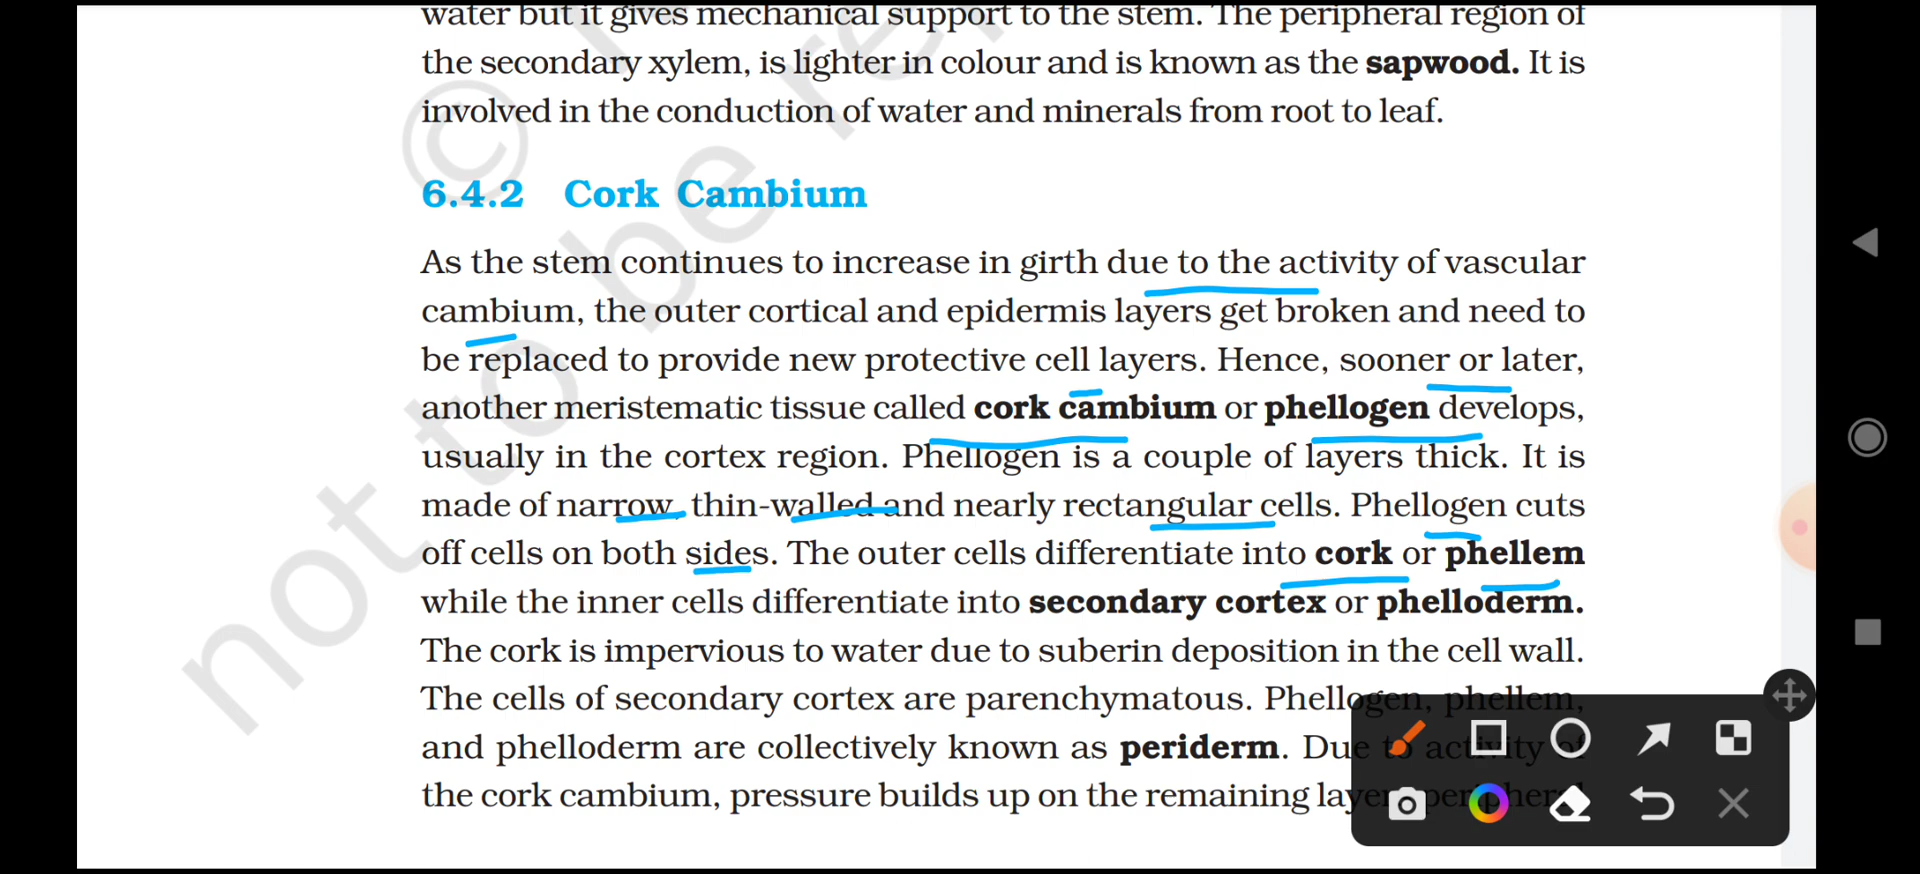 water but it gives mechanical support to the stem. The peripheral region of
the secondary xylem, is lighter in colour and is known as the sapwood. It is
involved in the conduction of water and minerals from root to leaf.
6.4.2 Cork Cambium
As the stem continues to increase in girth due to the activity of vascular
cambium, the outer cortical and epidermis layers get broken and need to
be replaced to provide new protective cell layers. Hence, sooner or later,
another meristematic tissue called cork cambium or phellogen develops,
usually in the cortex region. Phellogen is a couple of layers thick. It is
made of narrow, thin-walled and nearly rectangular cells. Phellogen cuts
off cells on both sides. The outer cells differentiate into cork or phellem
while the inner cells differentiate into secondary cortex or phelloderm.
The cork is impervious to water due to suberin deposition in the cell wall.
The cells of secondary cortex are parenchymatous. Phellogen, phellem,
and phelloderm are collectively known as periderm. Due to activity of
the cork cambium, pressure builds up on the remaining layers peripheral
© not to be re